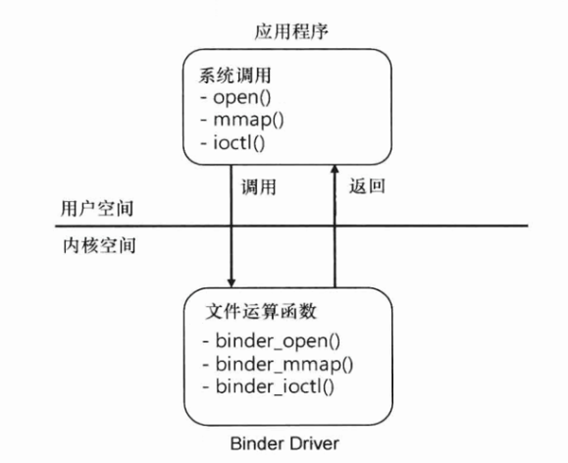 应用程序
系统调用
- open()
- mmap()
- ioctl()
调用
返回
用户空间
内核空间
文件运算函数
- binder_open()
- binder_mmap()
- binder_ioctl()
Binder Driver